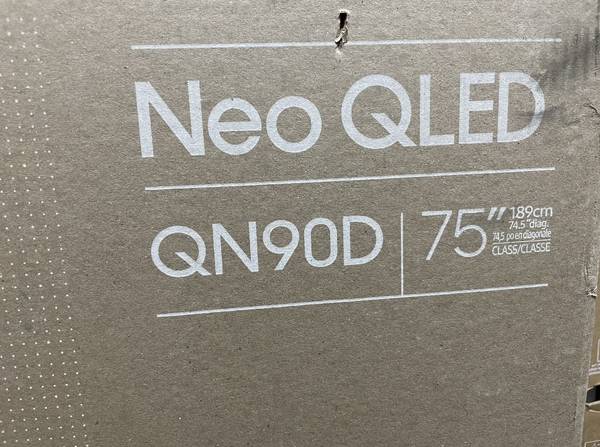 Neo QLED
QN90D
75" 189cm
74.5 "diag.
74,5 po en diagonale
CLASS/CLASSE